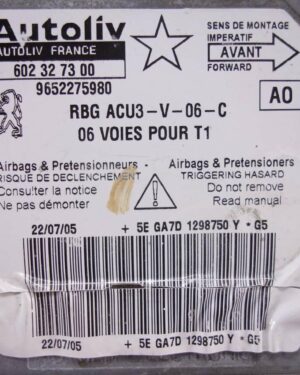 Autoliv
AUTOLIV FRANCE
602 32 73 00
9652275980
SENS DE MONTAGE
IMPERATIF
AVANT
FORWARD
RBG ACU3-V-06-C
A0
06 VOIES POUR T1
Airbags & Pretensionneurs
RISQUE DE DECLENCHEMENT
Consulter la notice
Ne pas démonter
!
Airbags & Pretensioners
TRIGGERING HASARD
Do not remove
Read manual
22/07/05 + 5E GA7D 1298750 Y * G5
22/07/05 + 5E GA7D 1298750 Y * G5